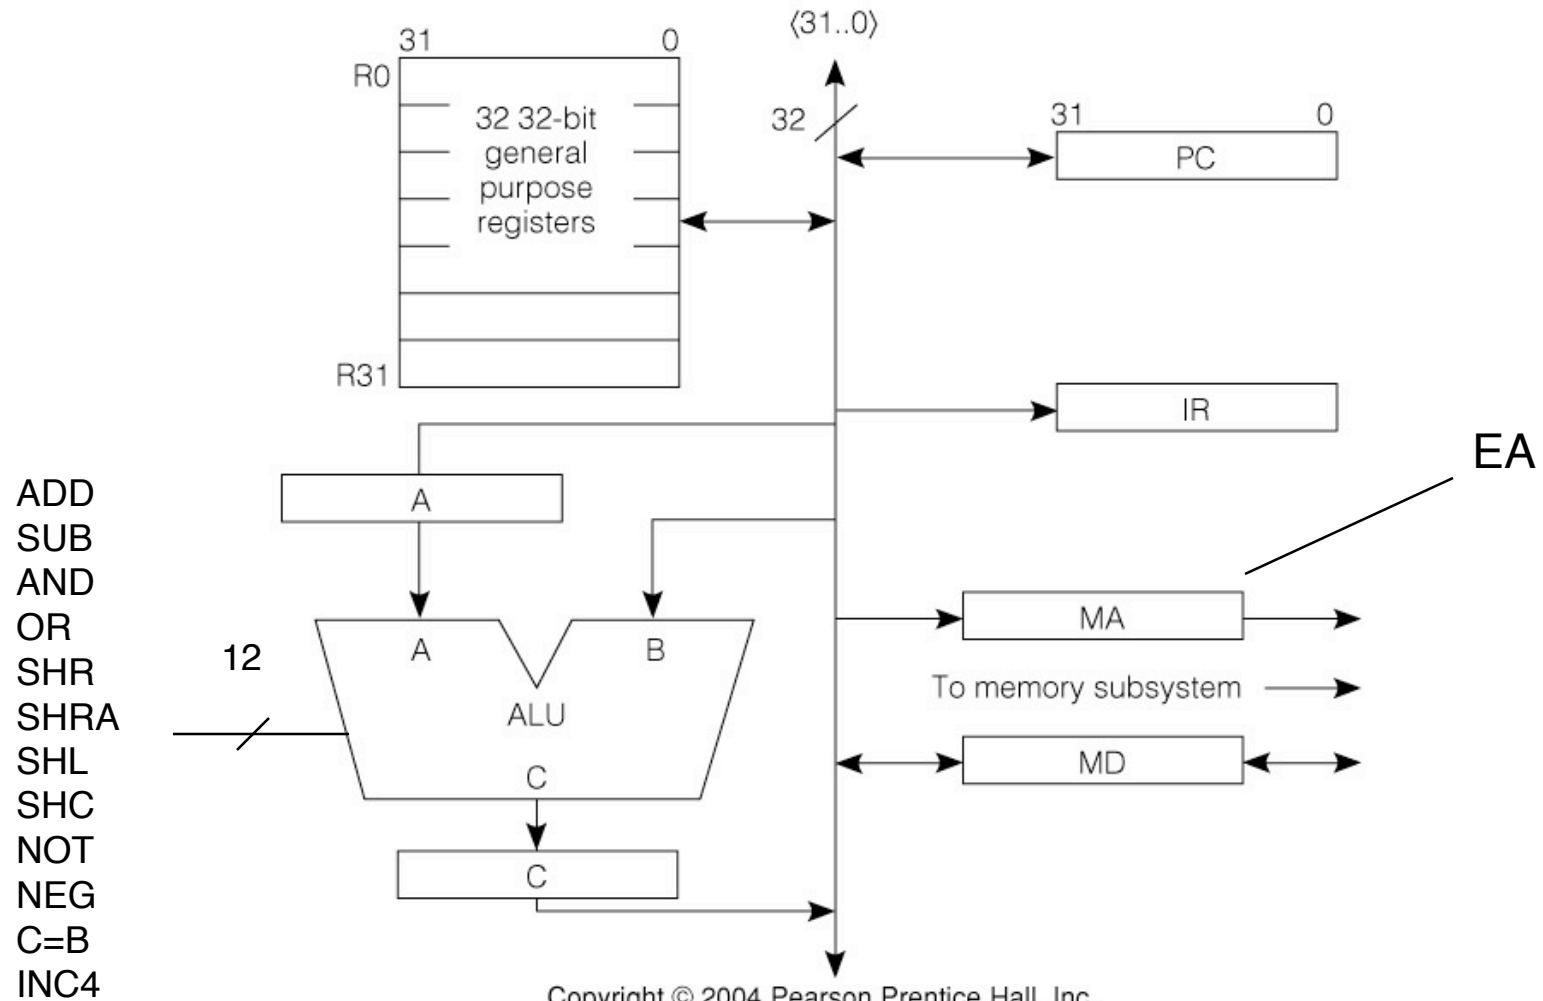 ⟨31..0⟩
31 0
R0
32 32-bit
general
purpose
registers
R31
32
31 0
PC
IR
EA
A
ADD
SUB
AND
OR
SHR
SHRA
SHL
SHC
NOT
NEG
C=B
INC4
12
A B
ALU
C
C
MA
To memory subsystem
MD
Copyright © 2004 Pearson Prentice Hall, Inc.